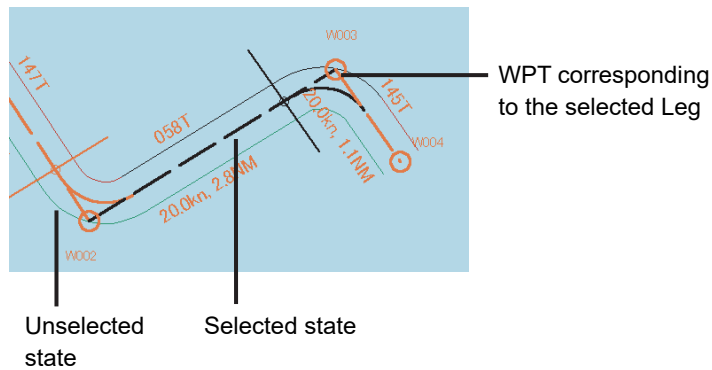 W003
147T
WPT corresponding
to the selected Leg
145T
058T
20.0kn, 1.1NM
W004
20.0kn, 2.8NM
W002
Unselected
state
Selected state